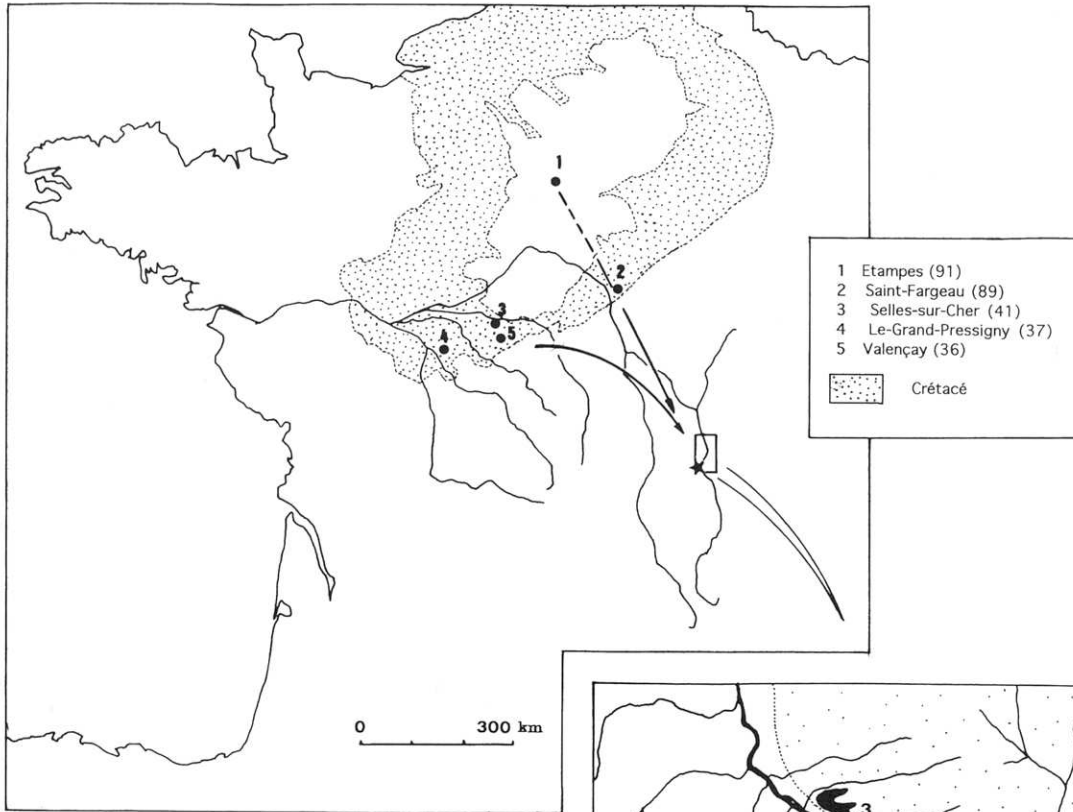 1
2
3
4
5
1 Etampes (91)
2 Saint-Fargeau (89)
3 Selles-sur-Cher (41)
4 Le-Grand-Pressigny (37)
5 Valençay (36)
Crétacé
0 300 km
3